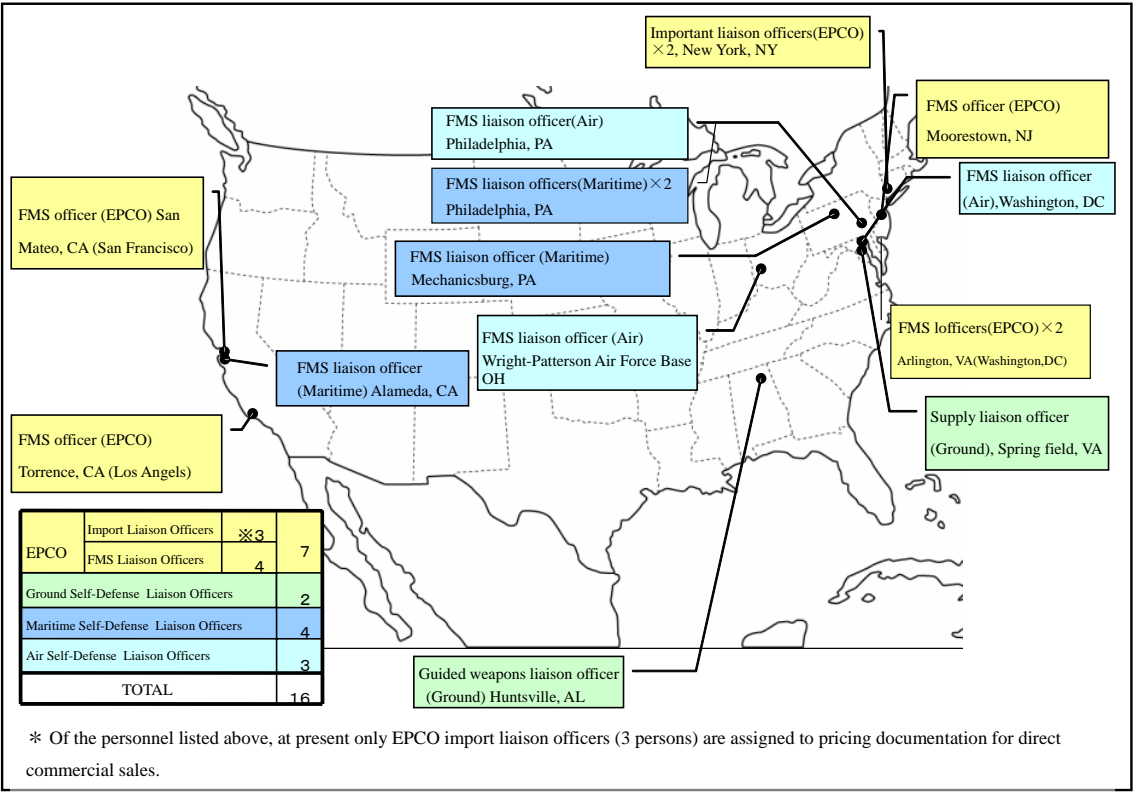 Important liaison officers(EPCO)
×2, New York, NY
FMS officer (EPCO)
Moorestown, NJ
FMS liaison officer(Air)
Philadelphia, PA
FMS liaison officer
(Air),Washington, DC
FMS liaison officers(Maritime)×2
Philadelphia, PA
FMS officer (EPCO) San
Mateo, CA (San Francisco)
FMS liaison officer (Maritime)
Mechanicsburg, PA
FMS liaison officer (Air)
Wright-Patterson Air Force Base
OH
FMS lofficers(EPCO)×2
Arlington, VA(Washington,DC)
FMS liaison officer
(Maritime) Alameda, CA
Supply liaison officer
(Ground), Spring field, VA
FMS officer (EPCO)
Torrence, CA (Los Angels)
EPCO Import Liaison Officers ※3 7
FMS Liaison Officers 4
Ground Self-Defense Liaison Officers 2
Maritime Self-Defense Liaison Officers 4
Air Self-Defense Liaison Officers 3
TOTAL 16
Guided weapons liaison officer
(Ground) Huntsville, AL
＊ Of the personnel listed above, at present only EPCO import liaison officers (3 persons) are assigned to pricing documentation for direct
commercial sales.